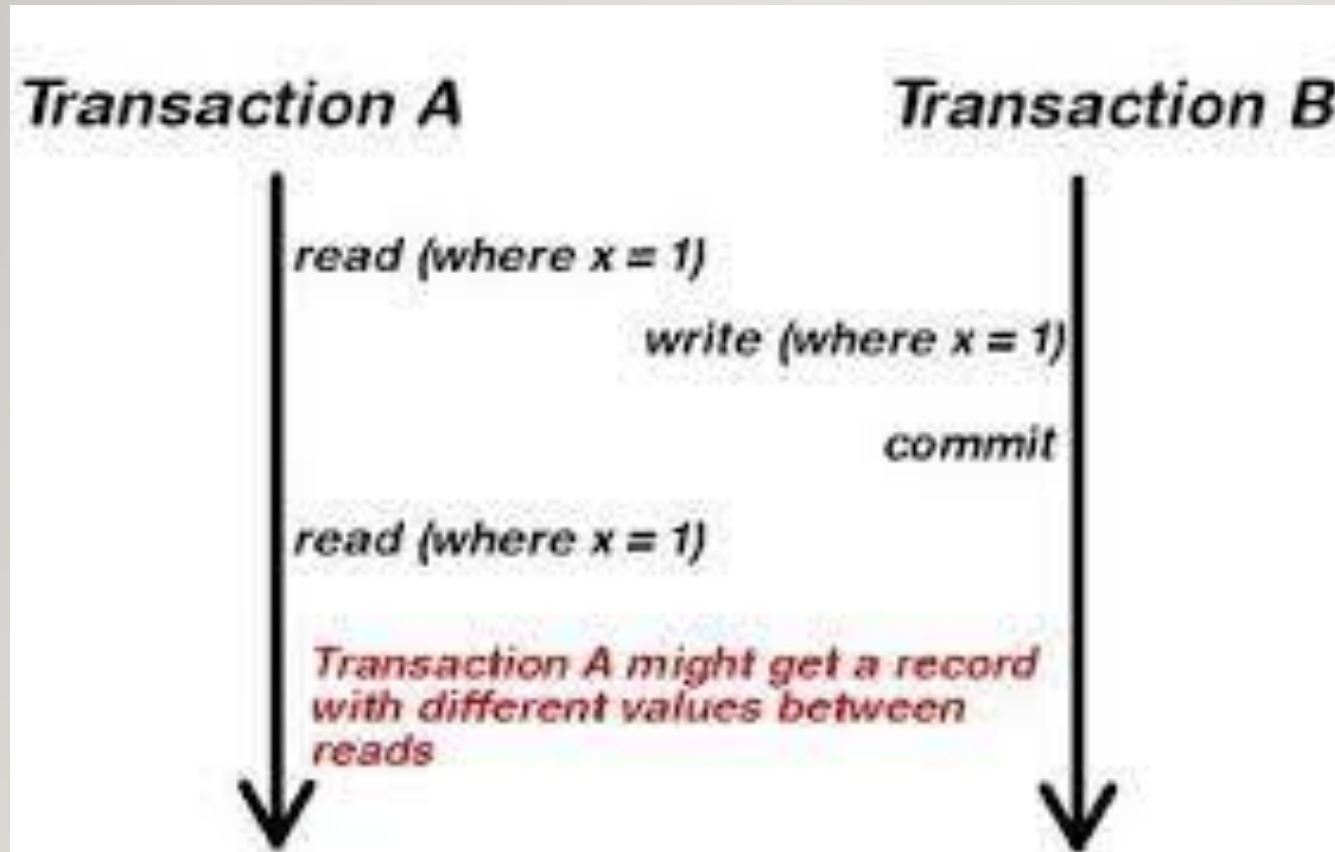 Transaction A
Transaction B
read (where x = 1)
write (where x = 1)
commit
read (where x = 1)
Transaction A might get a record
with different values between
reads